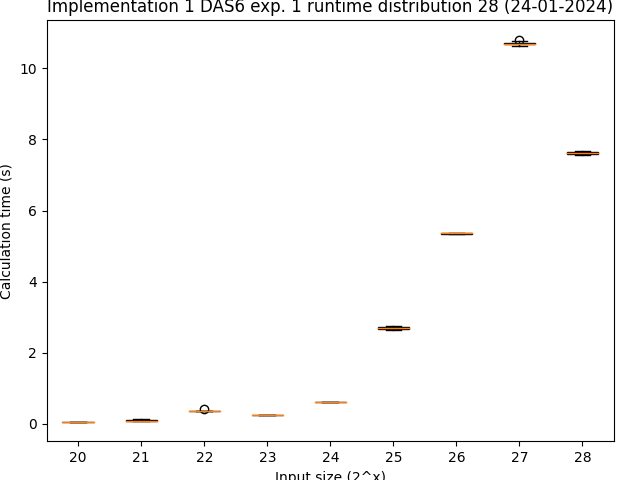 Implementation 1 DAS6 exp. 1 runtime distribution 28 (24-01-2024)
10
8
6
4
2
0
Calculation time (s)
20 21 22 23 24 25 26 27 28
Input size (2^x)